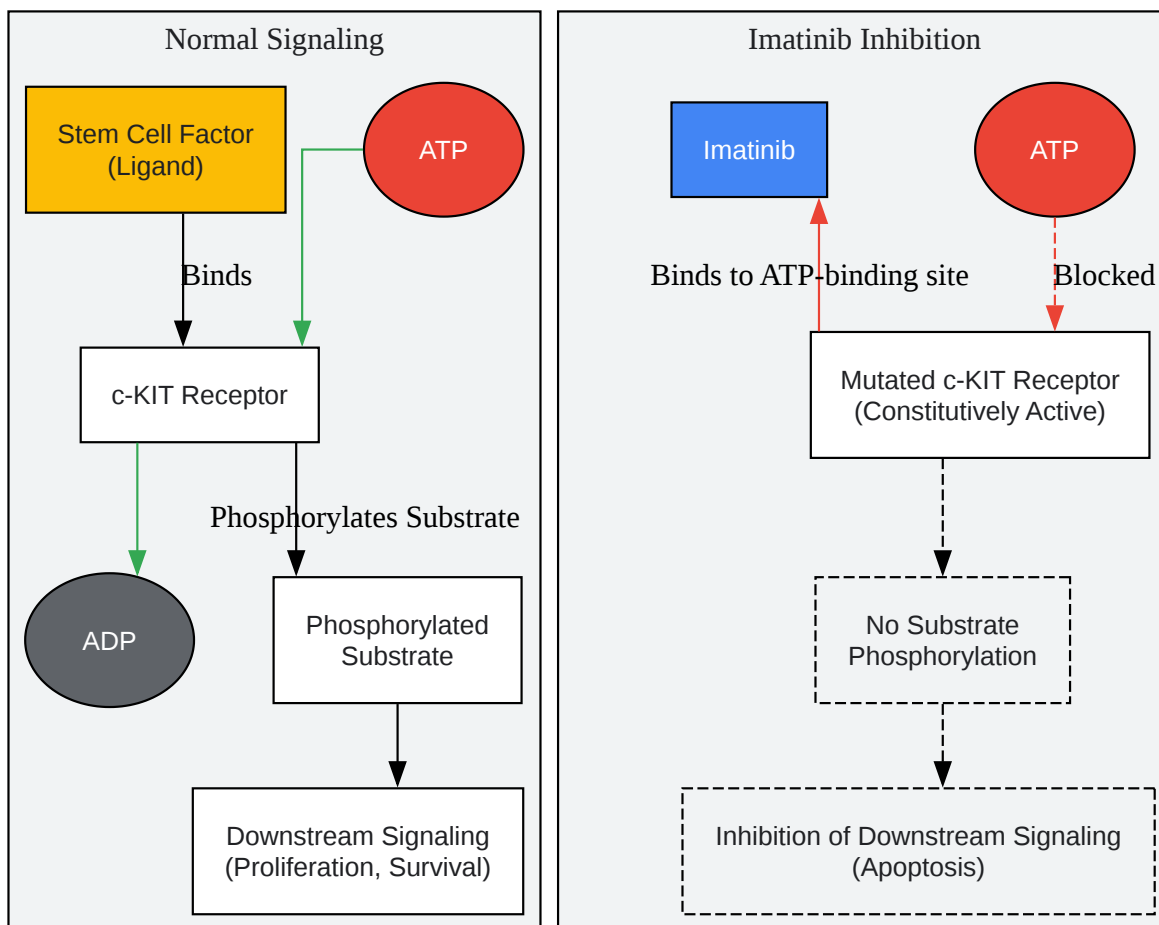 Normal Signaling
Stem Cell Factor
(Ligand)
ATP
Binds
c-KIT Receptor
Phosphorylates Substrate
ADP
Phosphorylated
Substrate
Downstream Signaling
(Proliferation, Survival)
Imatinib Inhibition
Imatinib
ATP
Binds to ATP-binding site
Blocked
Mutated c-KIT Receptor
(Constitutively Active)
No Substrate
Phosphorylation
Inhibition of Downstream Signaling
(Apoptosis)